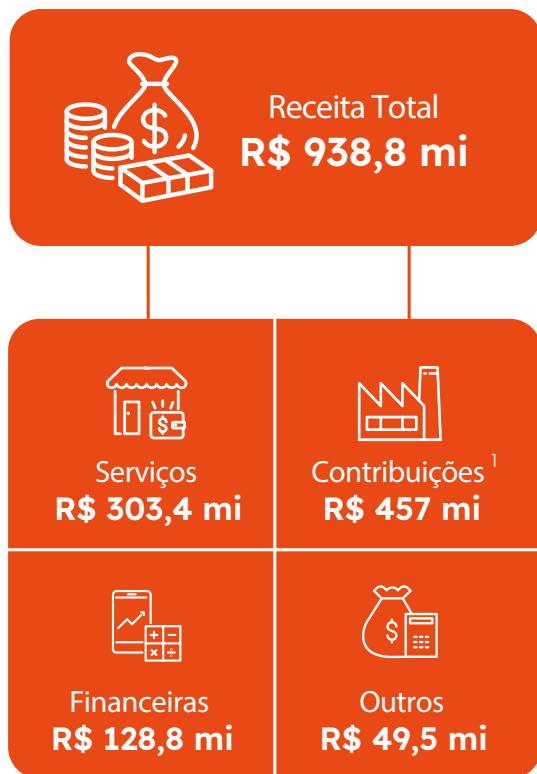 Receita Total
R$ 938,8 mi
Serviços
R$ 303,4 mi
Contribuições 1
R$ 457 mi
Financeiras
R$ 128,8 mi
Outros
R$ 49,5 mi